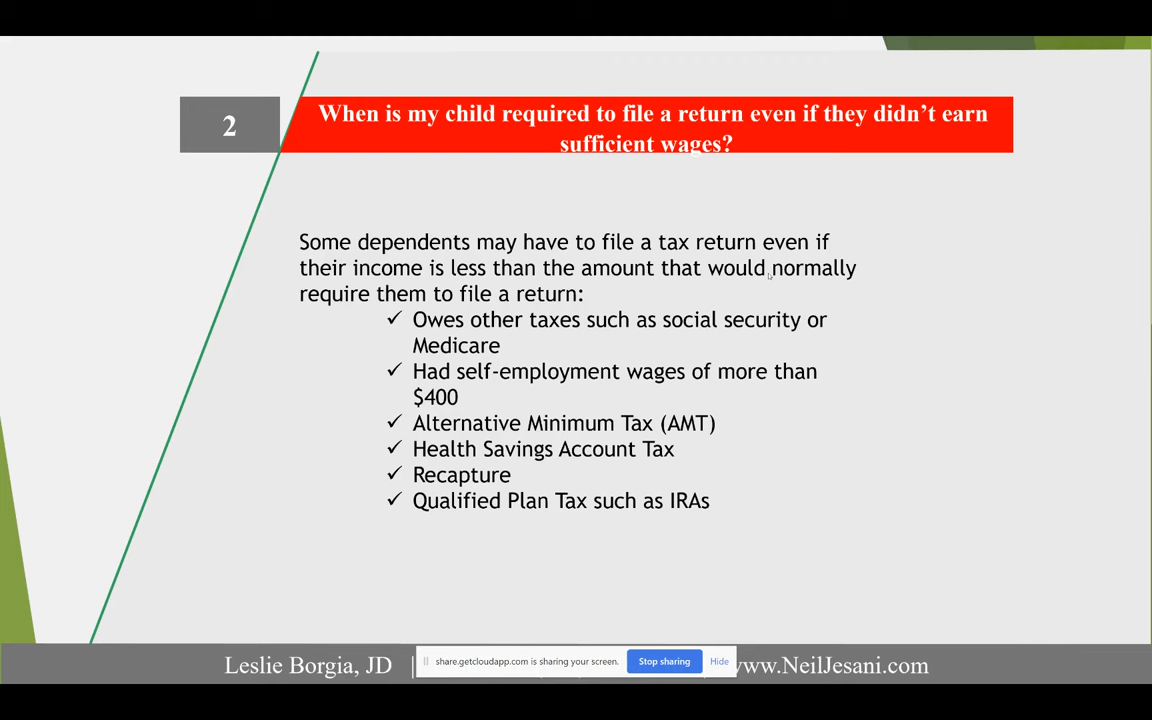 2
When is my child required to file a return even if they didn’t earn
sufficient wages?
Some dependents may have to file a tax return even if
their income is less than the amount that would normally
require them to file a return:
✓ Owes other taxes such as social security or
Medicare
✓ Had self-employment wages of more than
$400
✓ Alternative Minimum Tax (AMT)
✓ Health Savings Account Tax
✓ Recapture
✓ Qualified Plan Tax such as IRAs
Leslie Borgia, JD |
share.getcloudapp.com is sharing your screen.
Stop sharing
Hide
www.NeilJesani.com